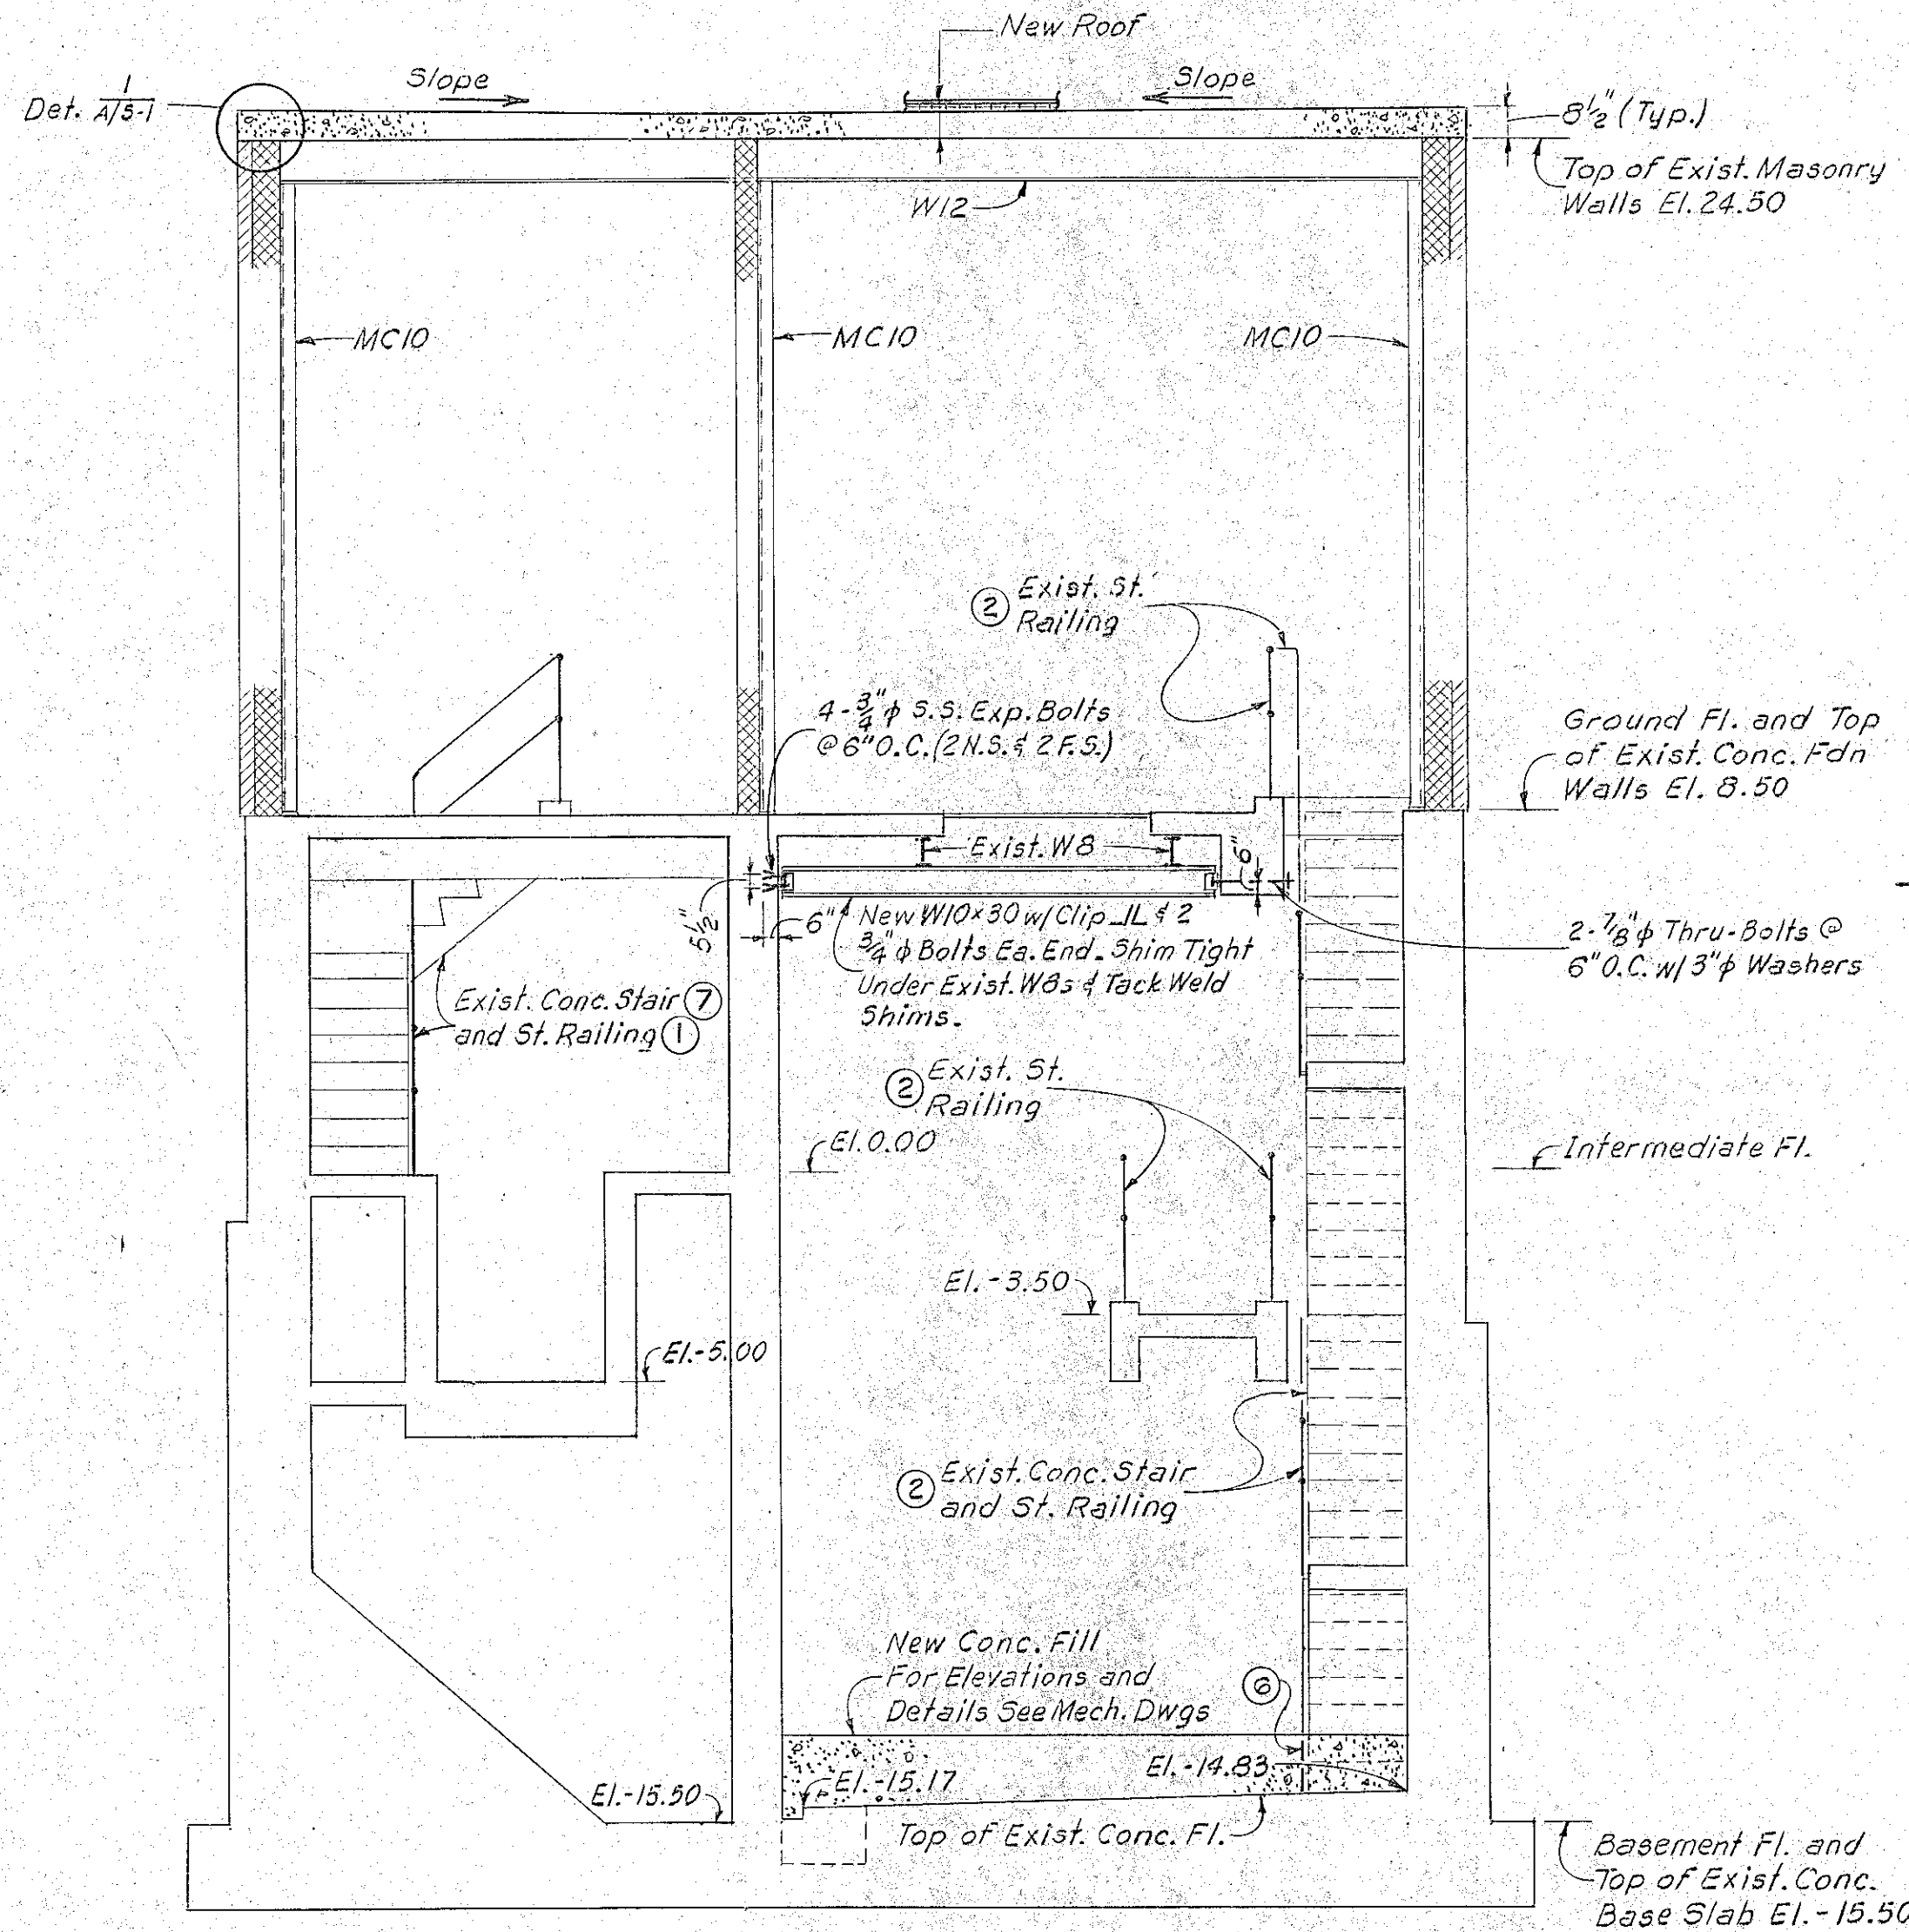 New Roof
Slope
Slope
Det. 1
A/S-1
8½" (Typ.)
Top of Exist. Masonry
Walls El. 24.50
W12
MC10
MC10
MC10
2 Exist. St.
Railing
4-¾"φ S.S. Exp. Bolts
@ 6" O.C. (2 N.S. & 2 F.S.)
Ground Fl. and Top
of Exist. Conc. Fdn
Walls El. 8.50
Exist. W8
6"
5½"
6"
New W10×30 w/ Clip ⅃L & 2
¾"φ Bolts Ea. End. Shim Tight
Under Exist. W8s & Tack Weld
Shims.
2-⅞"φ Thru-Bolts @
6" O.C. w/ 3"φ Washers
Exist. Conc. Stair 7
and St. Railing 1
2 Exist. St.
Railing
El. 0.00
Intermediate Fl.
El. -3.50
El. -5.00
2 Exist. Conc. Stair
and St. Railing
New Conc. Fill
For Elevations and
Details See Mech. Dwgs
6
El. -15.17
El. -14.83
El. -15.50
Top of Exist. Conc. Fl.
Basement Fl. and
Top of Exist. Conc.
Base Slab El. -15.50